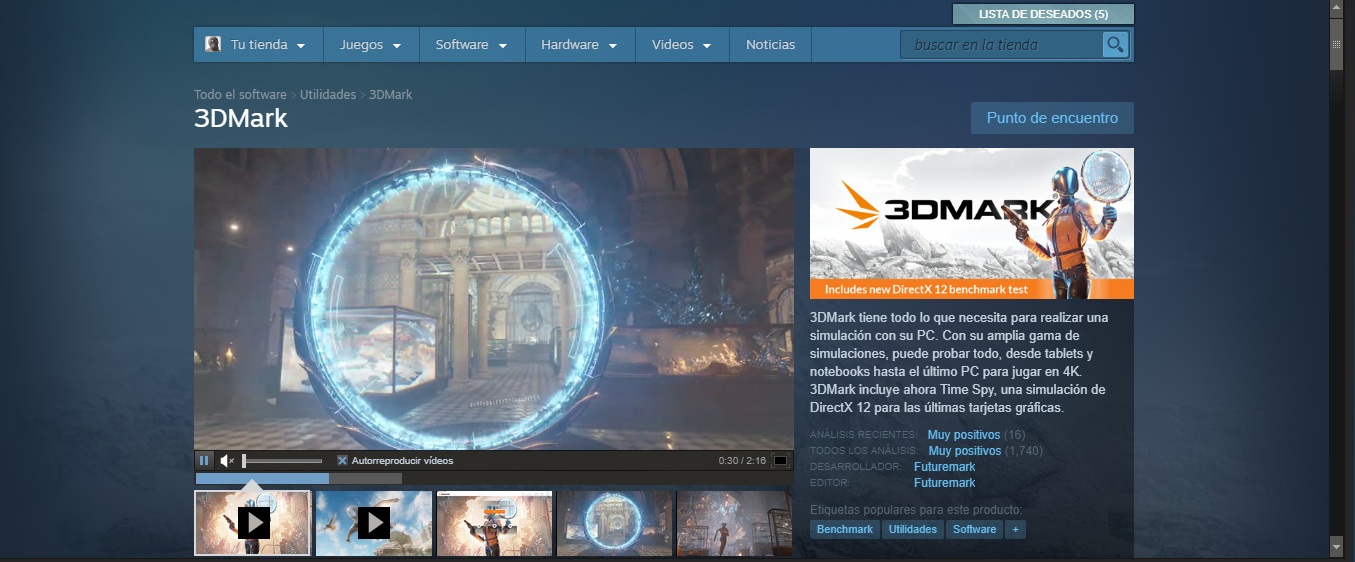 LISTA DE DESEADOS (5)
Tu tienda
Juegos
Software
Hardware
Videos
Noticias
buscar en la tienda
Todo el software > Utilidades > 3DMark
3DMark
Punto de encuentro
3DMARK®
Includes new DirectX 12 benchmark test
3DMark tiene todo lo que necesita para realizar una
simulación con su PC. Con su amplia gama de
simulaciones, puede probar todo, desde tablets y
notebooks hasta el último PC para jugar en 4K.
3DMark incluye ahora Time Spy, una simulación de
DirectX 12 para las últimas tarjetas gráficas.
ANÁLISIS RECIENTES: Muy positivos (16)
TODOS LOS ANÁLISIS: Muy positivos (1,740)
DESARROLLADOR: Futuremark
EDITOR: Futuremark
Etiquetas populares para este producto:
Benchmark Utilidades Software +
Autorreproducir vídeos
0:30 / 2:16